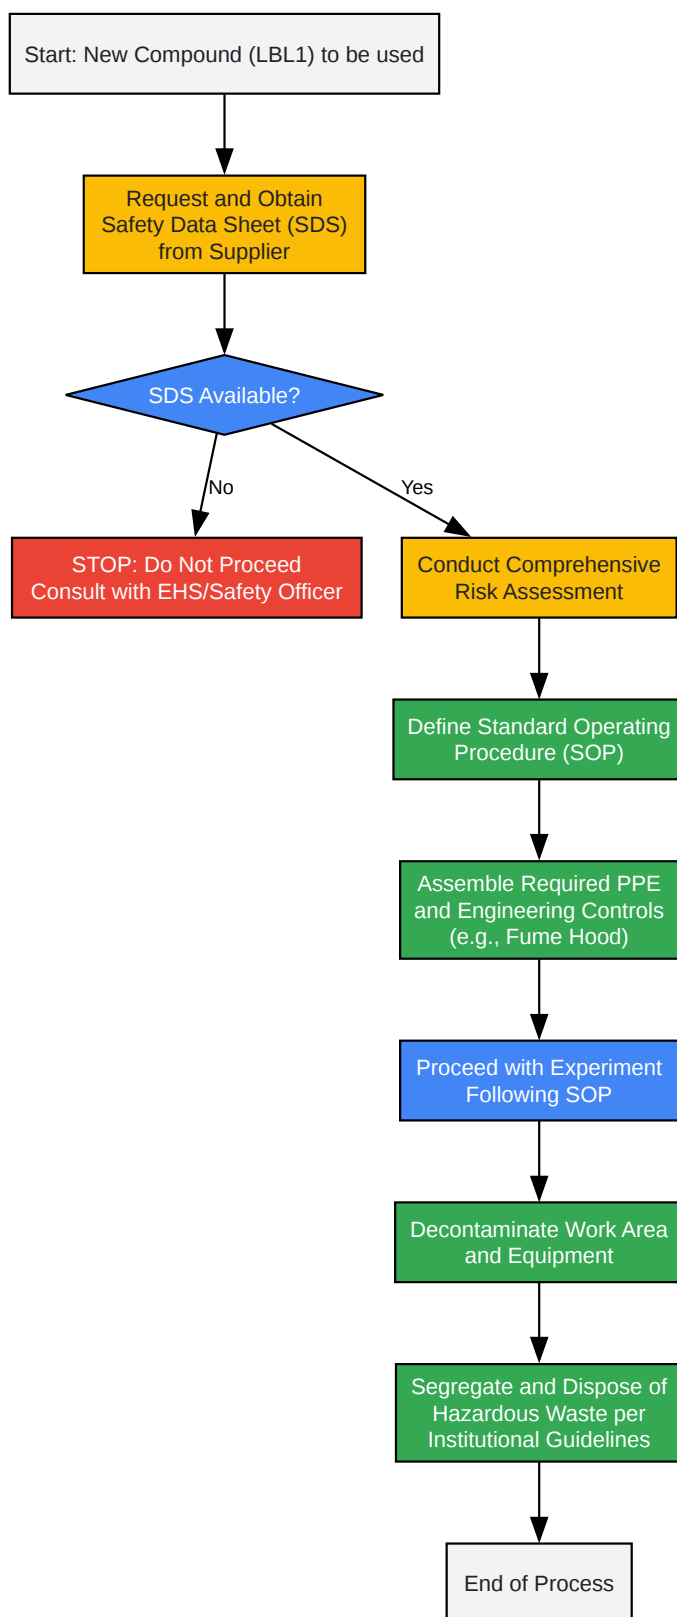 Start: New Compound (LBL1) to be used
Request and Obtain
Safety Data Sheet (SDS)
from Supplier
SDS Available?
No
Yes
STOP: Do Not Proceed
Consult with EHS/Safety Officer
Conduct Comprehensive
Risk Assessment
Define Standard Operating
Procedure (SOP)
Assemble Required PPE
and Engineering Controls
(e.g., Fume Hood)
Proceed with Experiment
Following SOP
Decontaminate Work Area
and Equipment
Segregate and Dispose of
Hazardous Waste per
Institutional Guidelines
End of Process